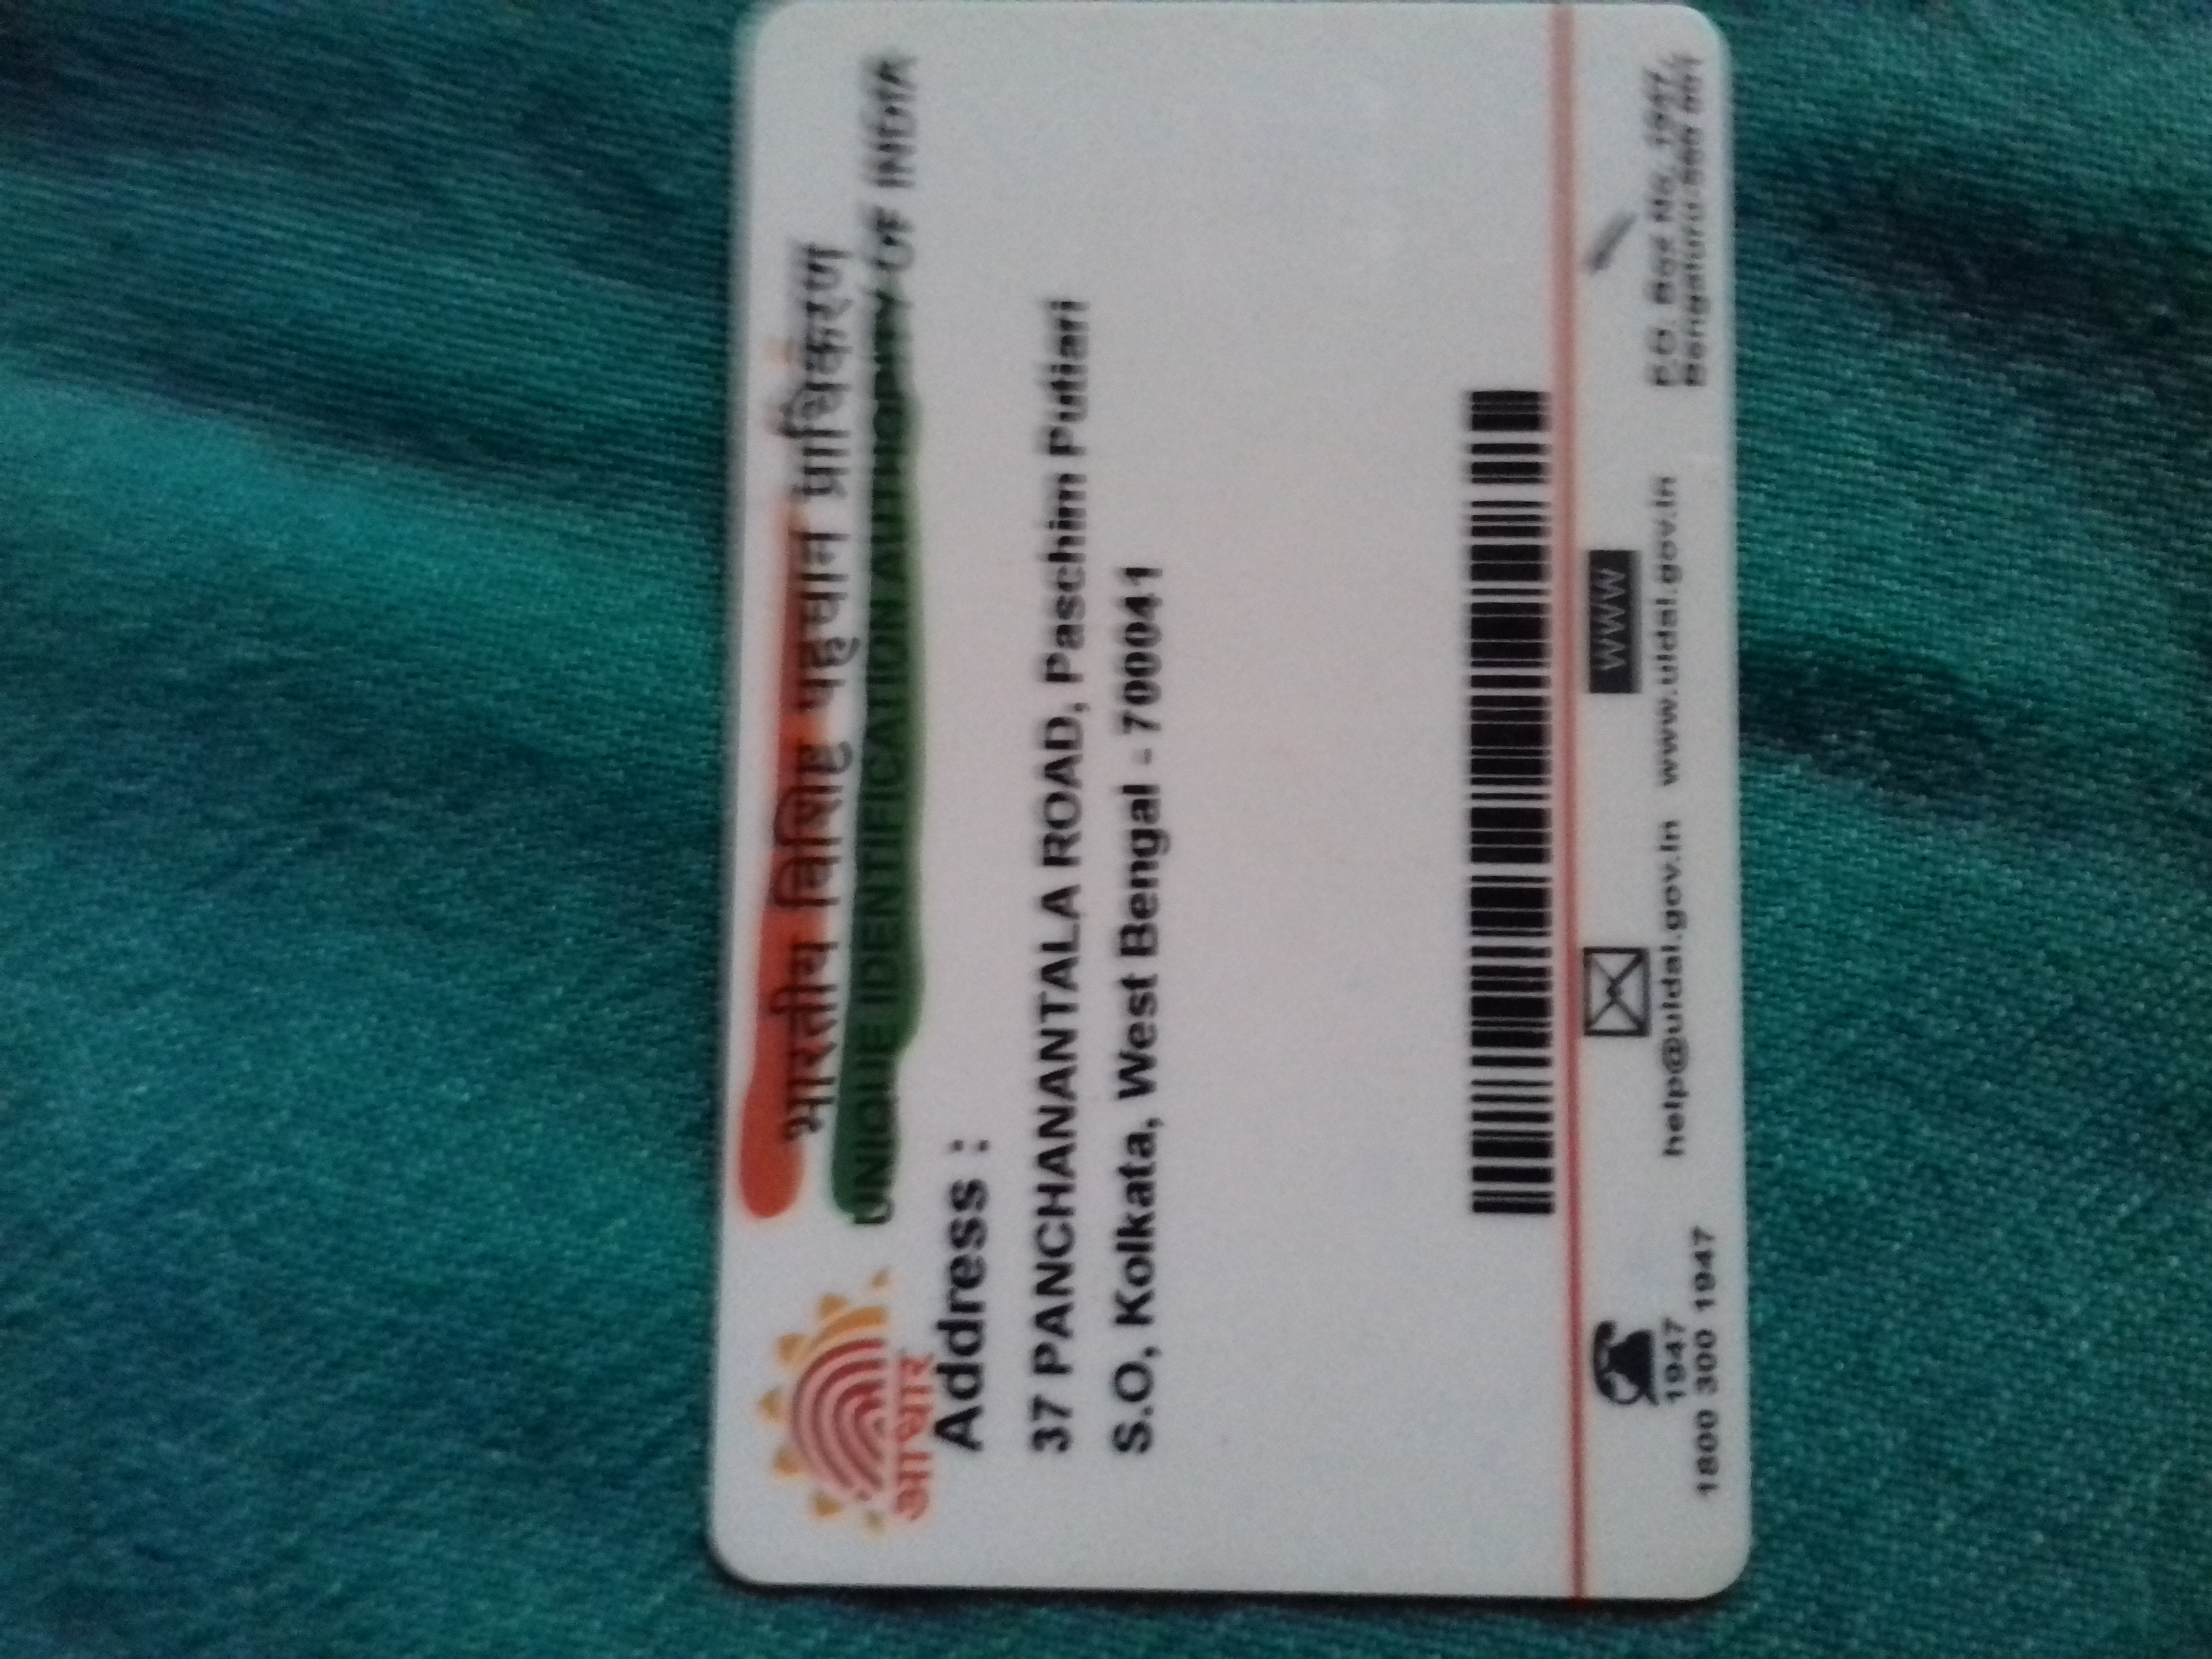 भारतीय विशिष्ट पहचान प्राधिकरण
UNIQUE IDENTIFICATION AUTHORITY OF INDIA
आधार
Address :
37 PANCHANANTALA ROAD, Paschim Putiari
S.O, Kolkata, West Bengal - 700041
WWW
1947
1800 300 1947
help@uidai.gov.in
www.uidai.gov.in
P.O. Box No. 1947,
Bengaluru-560 001